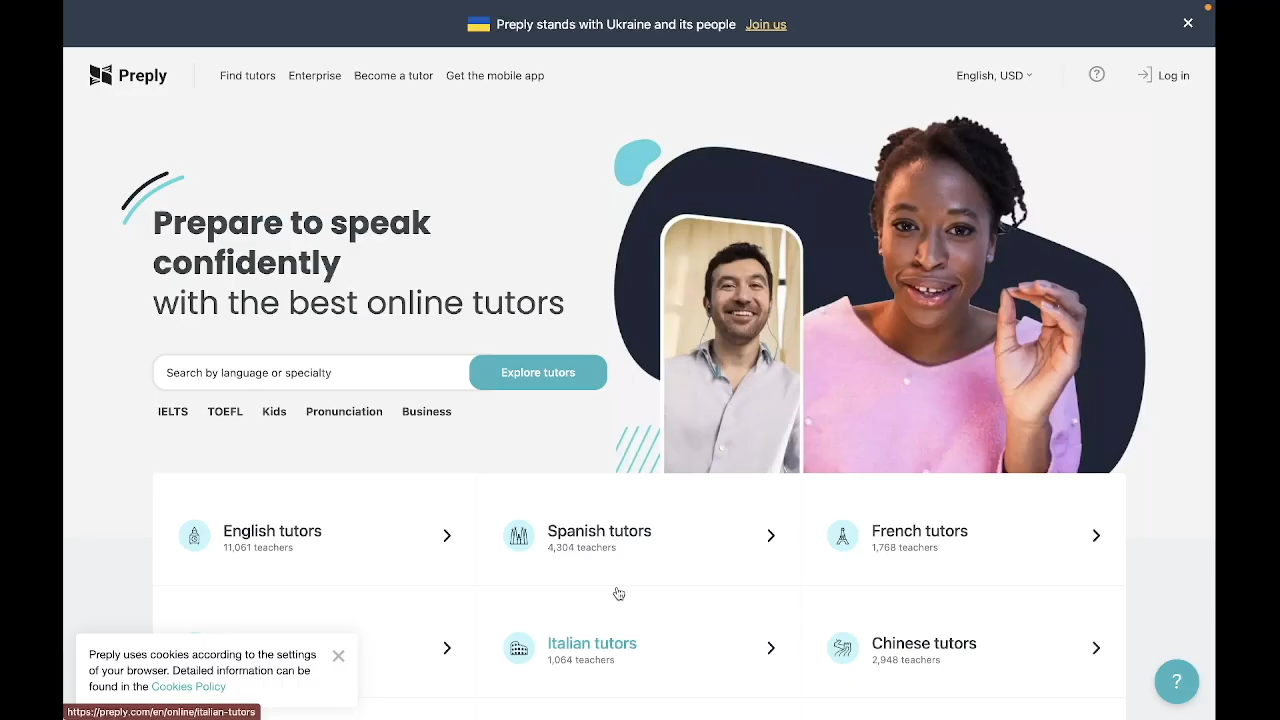 Preply stands with Ukraine and its people Join us
Preply
Find tutors Enterprise Become a tutor Get the mobile app
English, USD
?
Log in
Prepare to speak
confidently
with the best online tutors
Search by language or specialty
Explore tutors
IELTS TOEFL Kids Pronunciation Business
English tutors
11,061 teachers
Spanish tutors
4,304 teachers
French tutors
1,768 teachers
Italian tutors
1,064 teachers
Chinese tutors
2,948 teachers
Preply uses cookies according to the settings
of your browser. Detailed information can be
found in the Cookies Policy
?
https://preply.com/en/online/italian-tutors